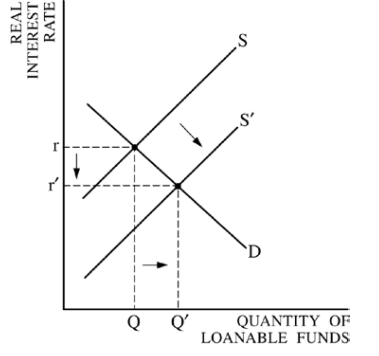 REAL
INTEREST
RATE
S
S′
r
r′
D
Q Q′
QUANTITY OF
LOANABLE FUNDS